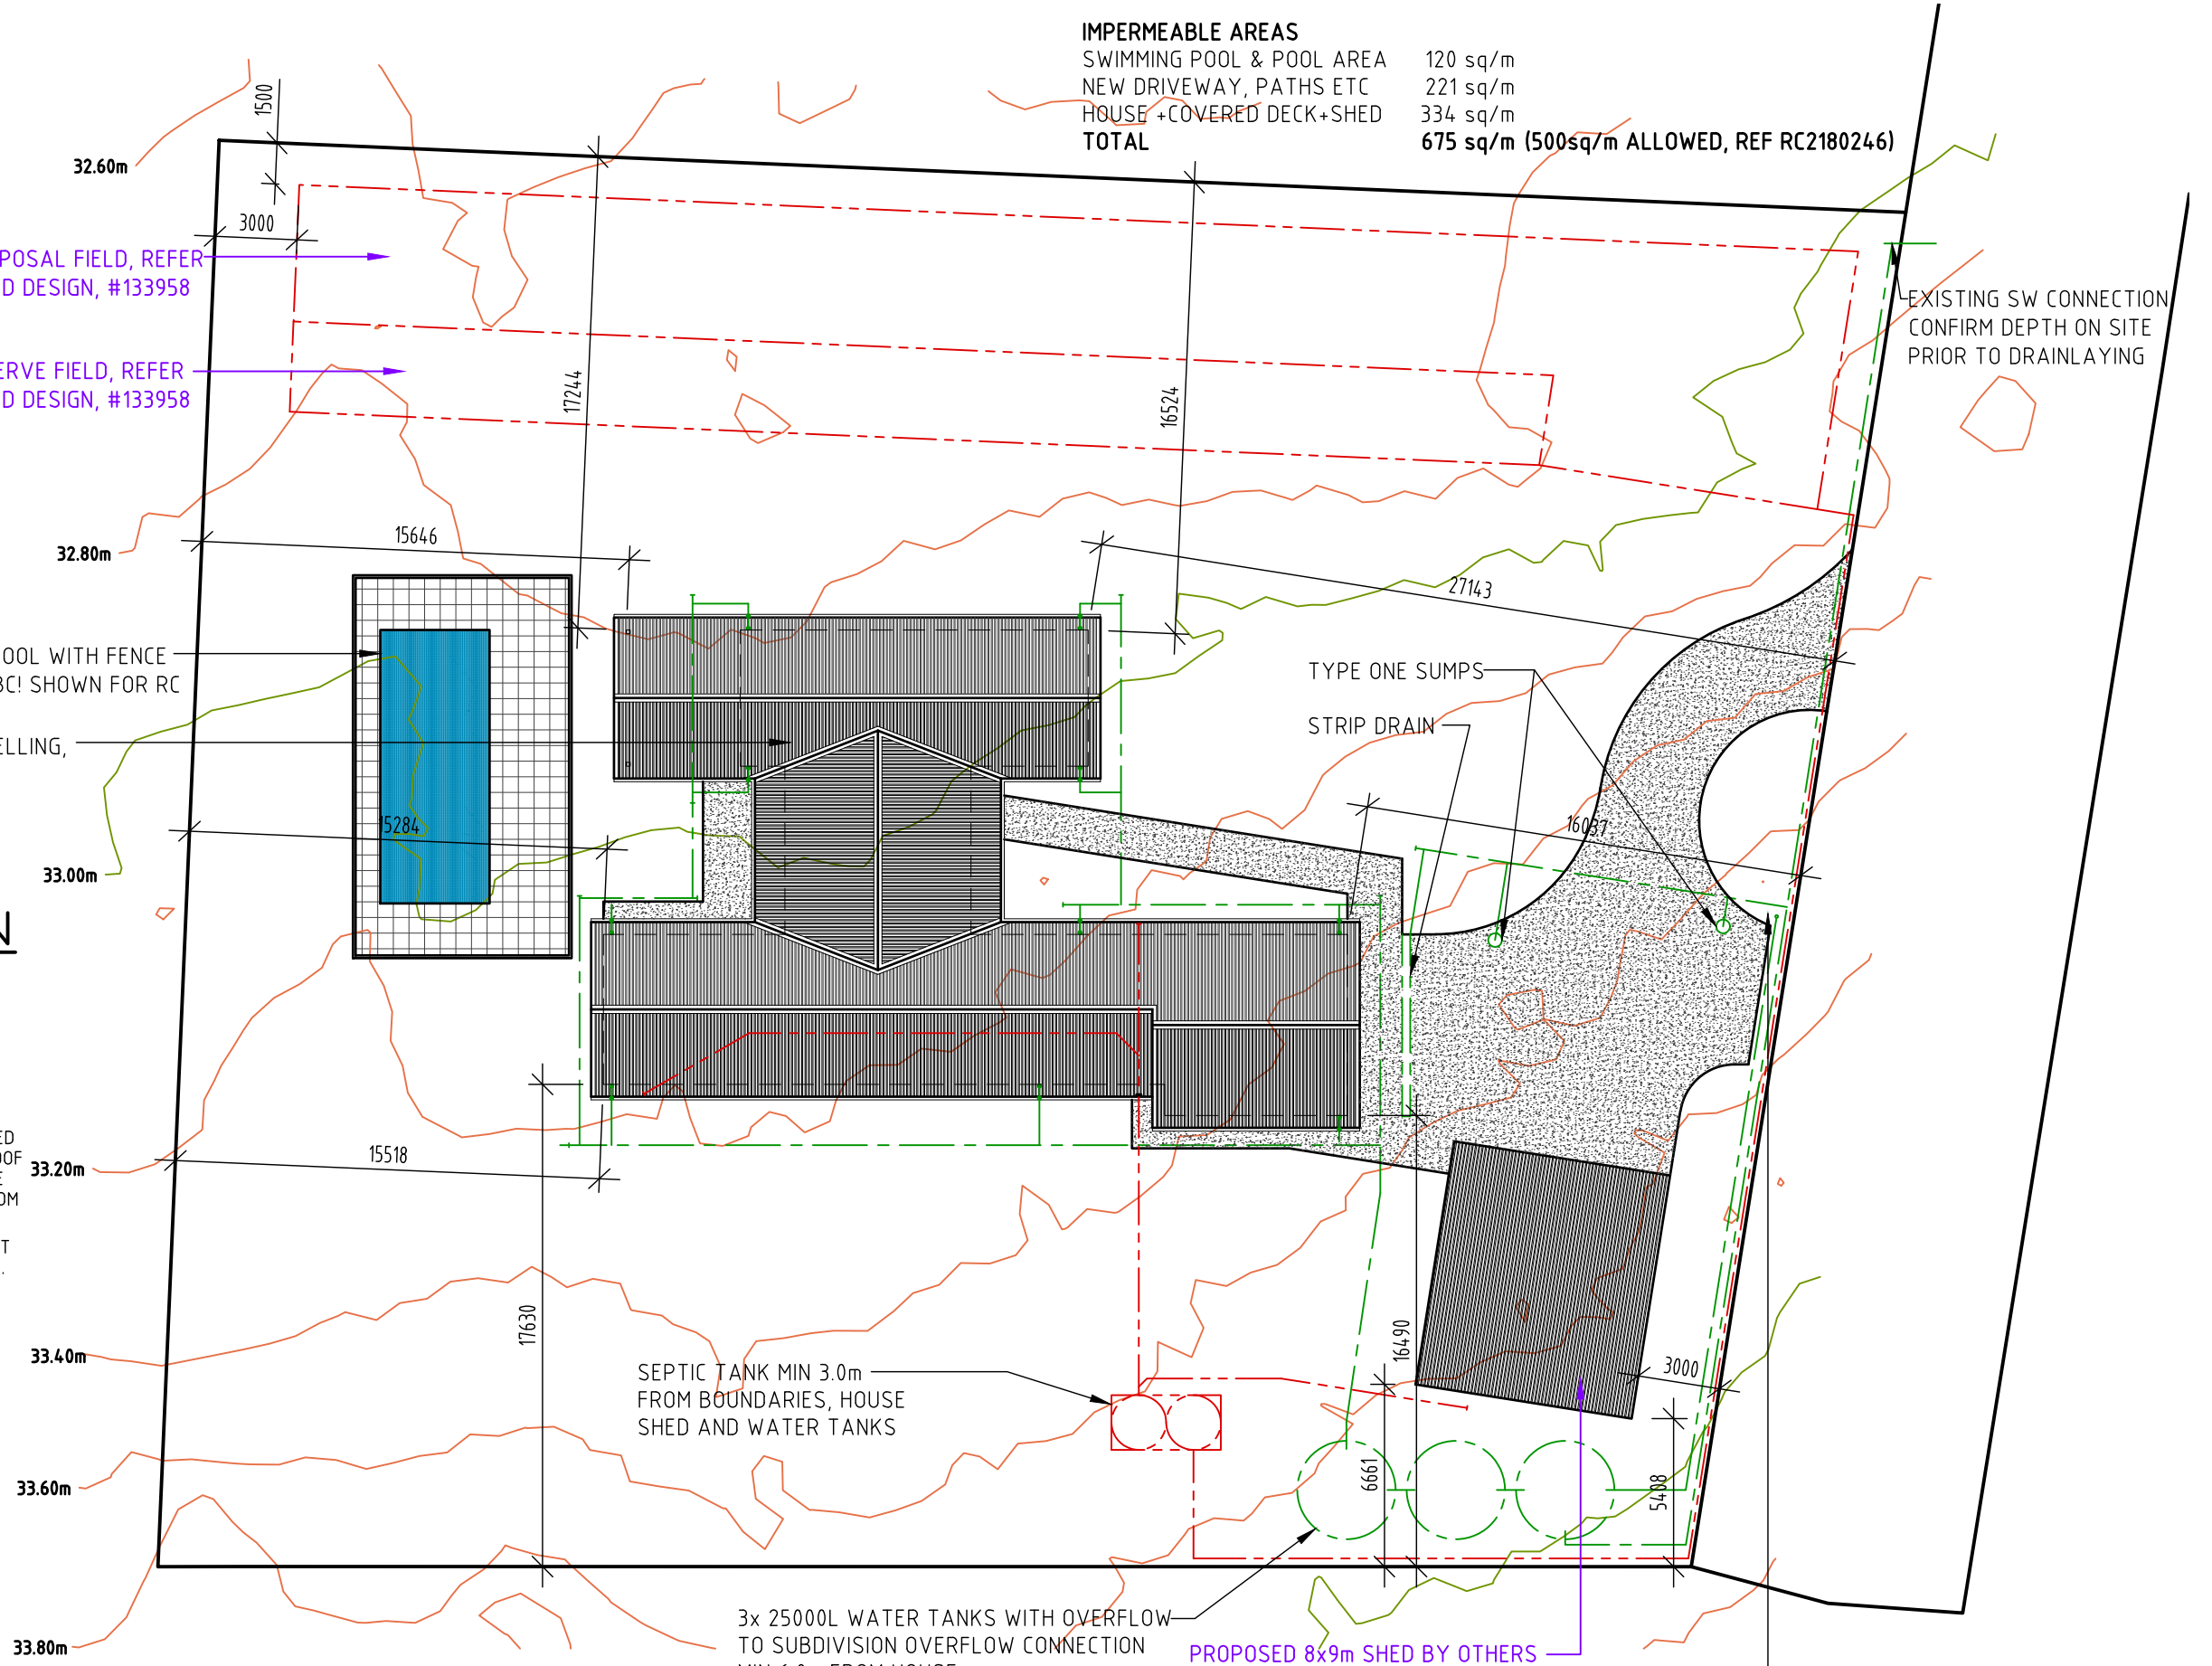 IMPERMEABLE AREAS
SWIMMING POOL & POOL AREA 120 sq/m
NEW DRIVEWAY, PATHS ETC 221 sq/m
HOUSE +COVERED DECK+SHED 334 sq/m
TOTAL 675 sq/m (500sq/m ALLOWED, REF RC2180246)
1500
32.60m
3000
POSAL FIELD, REFER
D DESIGN, #133958
EXISTING SW CONNECTION
CONFIRM DEPTH ON SITE
PRIOR TO DRAINLAYING
ERVE FIELD, REFER
D DESIGN, #133958
17244
16524
15646
32.80m
27143
OOL WITH FENCE
BC! SHOWN FOR RC
TYPE ONE SUMPS
STRIP DRAIN
ELLING,
15284
16037
33.00m
N
ED
OOF
E
OM
T
.
33.20m
15518
17630
16490
33.40m
3000
SEPTIC TANK MIN 3.0m
FROM BOUNDARIES, HOUSE
SHED AND WATER TANKS
6661
5408
33.60m
3x 25000L WATER TANKS WITH OVERFLOW
TO SUBDIVISION OVERFLOW CONNECTION
PROPOSED 8x9m SHED BY OTHERS
33.80m